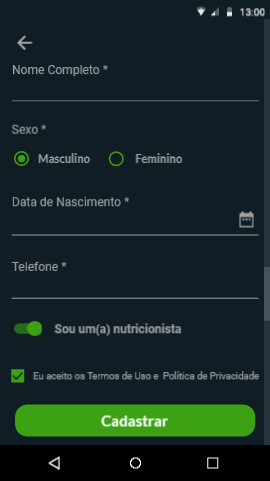 13:00
Nome Completo *
Sexo *
Masculino Feminino
Data de Nascimento *
Telefone *
Sou um(a) nutricionista
Eu aceito os Termos de Uso e Política de Privacidade
Cadastrar